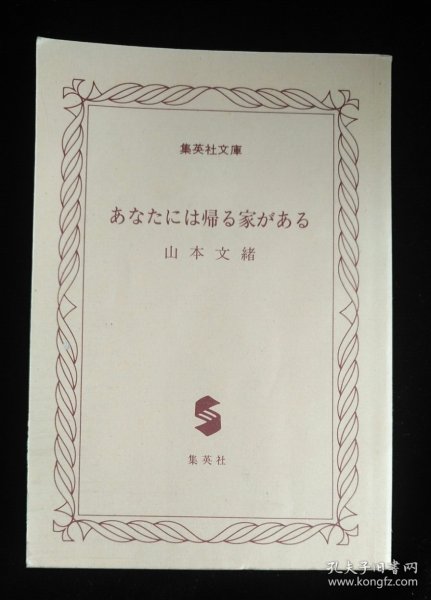 集英社文庫
あなたには帰る家がある
山本文緒
集英社
孔夫子旧书网
www.kongfz.com